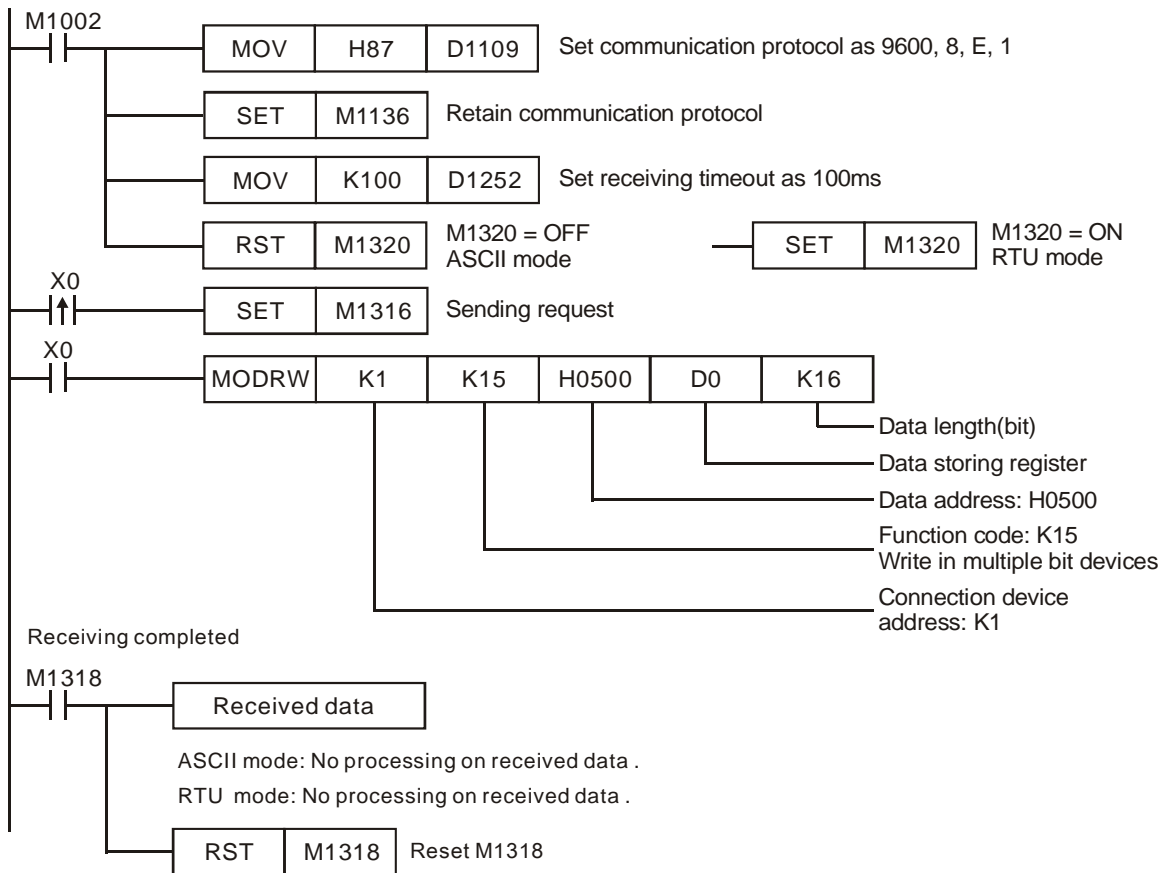 M1002
MOV H87 D1109 Set communication protocol as 9600, 8, E, 1
SET M1136 Retain communication protocol
MOV K100 D1252 Set receiving timeout as 100ms
RST M1320 M1320 = OFF
ASCII mode
SET M1320 M1320 = ON
RTU mode
X0
SET M1316 Sending request
X0
MODRW K1 K15 H0500 D0 K16
Data length(bit)
Data storing register
Data address: H0500
Function code: K15
Write in multiple bit devices
Connection device
address: K1
Receiving completed
M1318
Received data
ASCII mode: No processing on received data .
RTU mode: No processing on received data .
RST M1318 Reset M1318